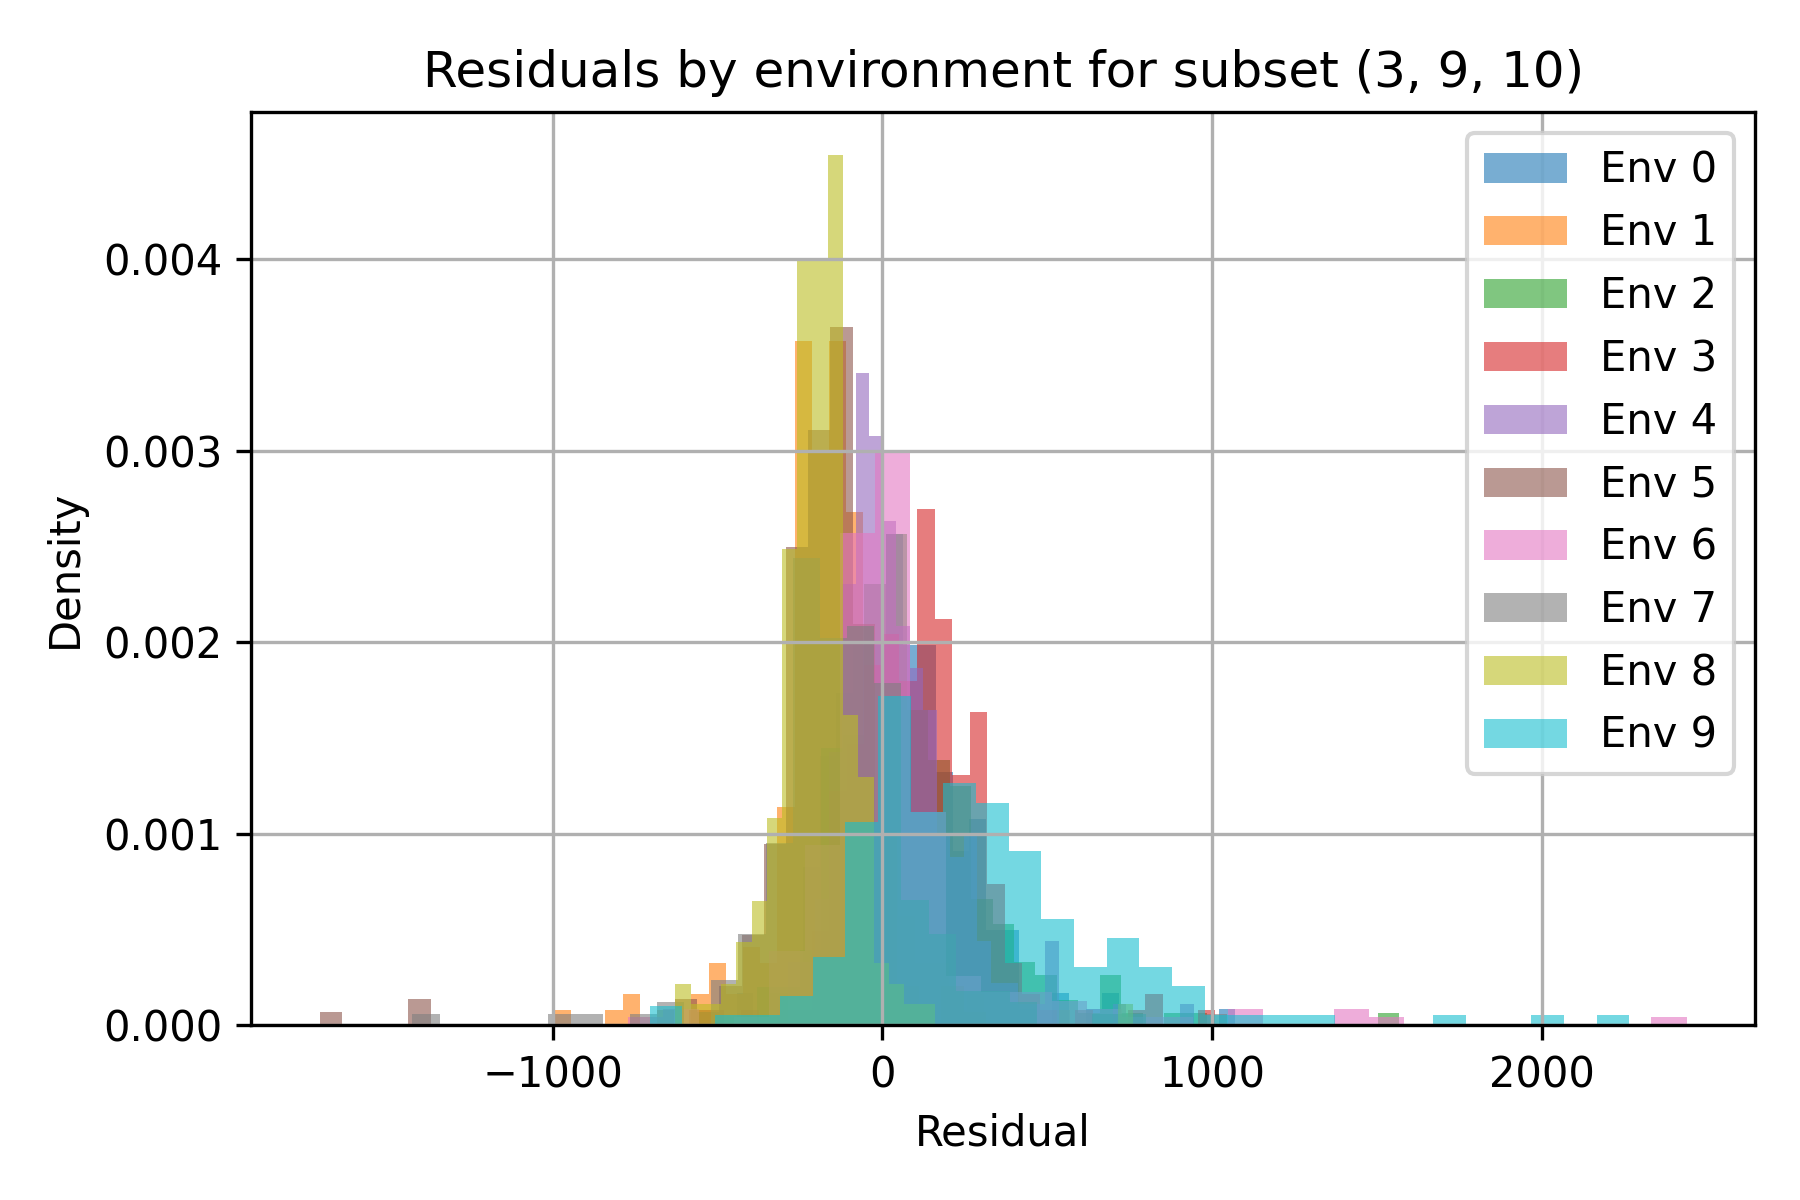 Residuals by environment for subset (3, 9, 10)
Env 0
Env 1
Env 2
Env 3
Env 4
Env 5
Env 6
Env 7
Env 8
Env 9
Density
0.004
0.003
0.002
0.001
0.000
−1000 0 1000 2000
Residual